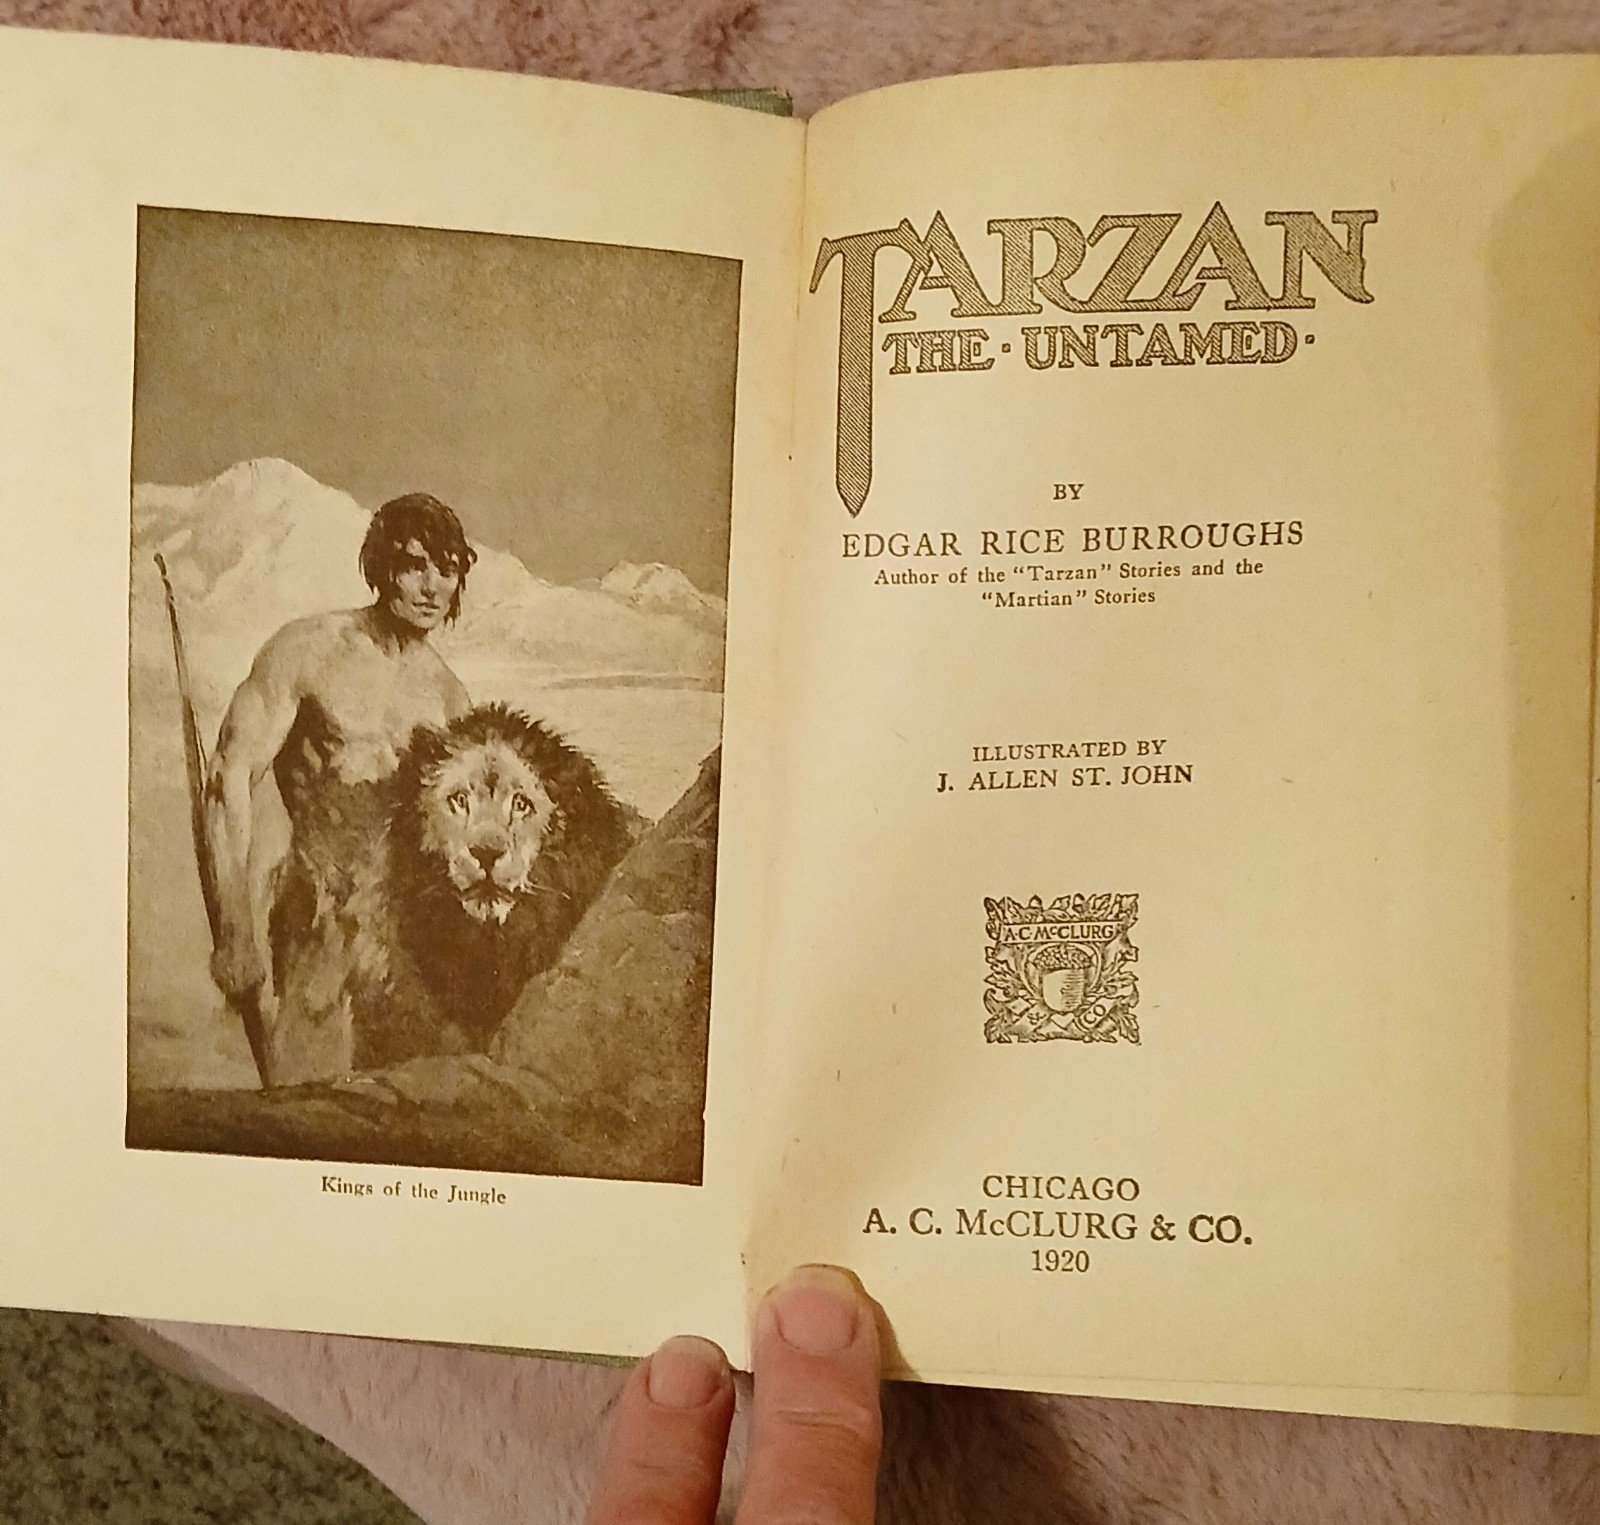 Kings of the Jungle
TARZAN
THE · UNTAMED ·
BY
EDGAR RICE BURROUGHS
Author of the “Tarzan” Stories and the
“Martian” Stories
ILLUSTRATED BY
J. ALLEN ST. JOHN
A·C·McCLURG
& CO
CHICAGO
A. C. McCLURG & CO.
1920